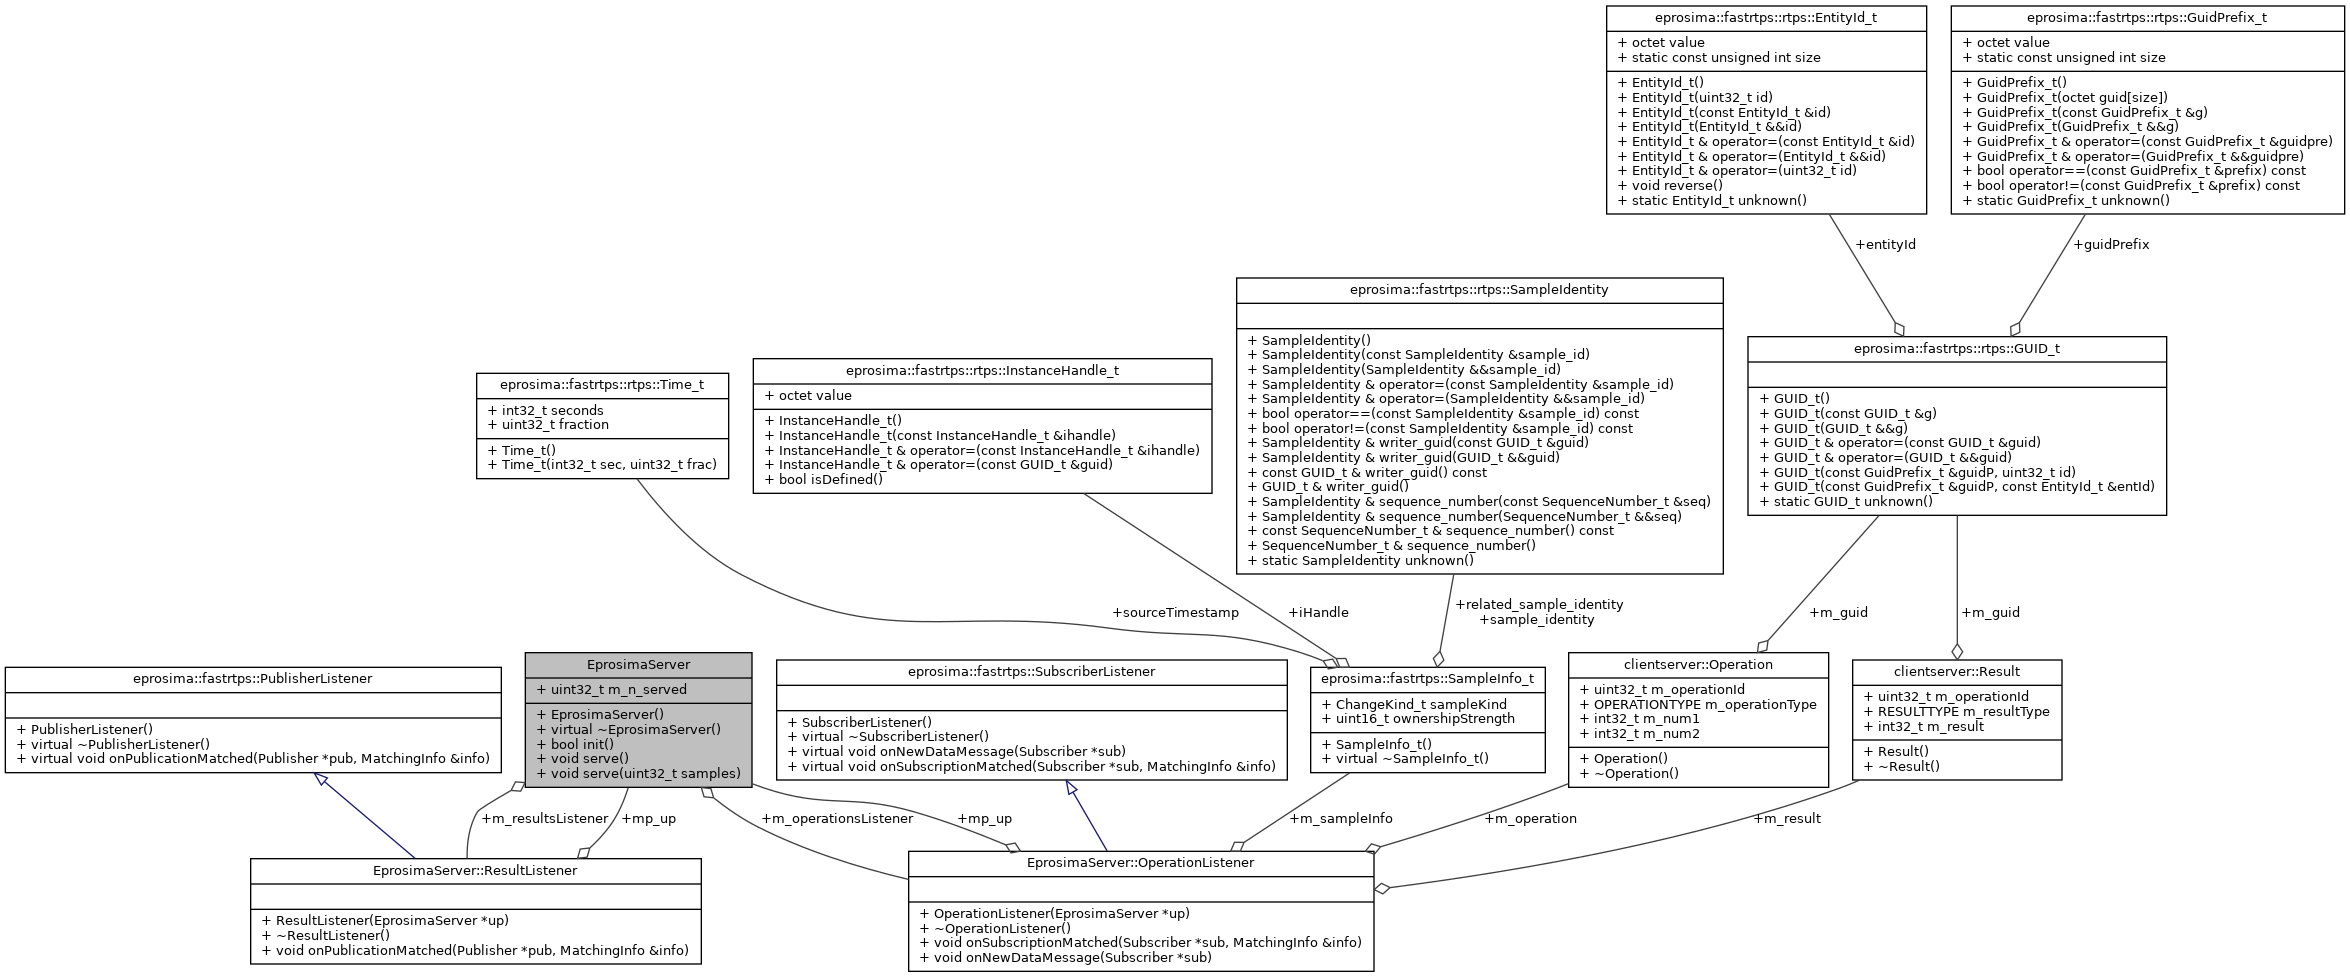 eprosima::fastrtps::rtps::EntityId_t
+ octet value
+ static const unsigned int size
+ EntityId_t()
+ EntityId_t(uint32_t id)
+ EntityId_t(const EntityId_t &id)
+ EntityId_t(EntityId_t &&id)
+ EntityId_t & operator=(const EntityId_t &id)
+ EntityId_t & operator=(EntityId_t &&id)
+ EntityId_t & operator=(uint32_t id)
+ void reverse()
+ static EntityId_t unknown()
eprosima::fastrtps::rtps::GuidPrefix_t
+ octet value
+ static const unsigned int size
+ GuidPrefix_t()
+ GuidPrefix_t(octet guid[size])
+ GuidPrefix_t(const GuidPrefix_t &g)
+ GuidPrefix_t(GuidPrefix_t &&g)
+ GuidPrefix_t & operator=(const GuidPrefix_t &guidpre)
+ GuidPrefix_t & operator=(GuidPrefix_t &&guidpre)
+ bool operator==(const GuidPrefix_t &prefix) const
+ bool operator!=(const GuidPrefix_t &prefix) const
+ static GuidPrefix_t unknown()
+entityId
+guidPrefix
eprosima::fastrtps::rtps::SampleIdentity
+ SampleIdentity()
+ SampleIdentity(const SampleIdentity &sample_id)
+ SampleIdentity(SampleIdentity &&sample_id)
+ SampleIdentity & operator=(const SampleIdentity &sample_id)
+ SampleIdentity & operator=(SampleIdentity &&sample_id)
+ bool operator==(const SampleIdentity &sample_id) const
+ bool operator!=(const SampleIdentity &sample_id) const
+ SampleIdentity & writer_guid(const GUID_t &guid)
+ SampleIdentity & writer_guid(GUID_t &&guid)
+ const GUID_t & writer_guid() const
+ GUID_t & writer_guid()
+ SampleIdentity & sequence_number(const SequenceNumber_t &seq)
+ SampleIdentity & sequence_number(SequenceNumber_t &&seq)
+ const SequenceNumber_t & sequence_number() const
+ SequenceNumber_t & sequence_number()
+ static SampleIdentity unknown()
eprosima::fastrtps::rtps::GUID_t
+ GUID_t()
+ GUID_t(const GUID_t &g)
+ GUID_t(GUID_t &&g)
+ GUID_t & operator=(const GUID_t &guid)
+ GUID_t & operator=(GUID_t &&guid)
+ GUID_t(const GuidPrefix_t &guidP, uint32_t id)
+ GUID_t(const GuidPrefix_t &guidP, const EntityId_t &entId)
+ static GUID_t unknown()
eprosima::fastrtps::rtps::Time_t
+ int32_t seconds
+ uint32_t fraction
+ Time_t()
+ Time_t(int32_t sec, uint32_t frac)
eprosima::fastrtps::rtps::InstanceHandle_t
+ octet value
+ InstanceHandle_t()
+ InstanceHandle_t(const InstanceHandle_t &ihandle)
+ InstanceHandle_t & operator=(const InstanceHandle_t &ihandle)
+ InstanceHandle_t & operator=(const GUID_t &guid)
+ bool isDefined()
+sourceTimestamp
+iHandle
+related_sample_identity
+sample_identity
+m_guid
+m_guid
eprosima::fastrtps::PublisherListener
+ PublisherListener()
+ virtual ~PublisherListener()
+ virtual void onPublicationMatched(Publisher *pub, MatchingInfo &info)
EprosimaServer
+ uint32_t m_n_served
+ EprosimaServer()
+ virtual ~EprosimaServer()
+ bool init()
+ void serve()
+ void serve(uint32_t samples)
eprosima::fastrtps::SubscriberListener
+ SubscriberListener()
+ virtual ~SubscriberListener()
+ virtual void onNewDataMessage(Subscriber *sub)
+ virtual void onSubscriptionMatched(Subscriber *sub, MatchingInfo &info)
eprosima::fastrtps::SampleInfo_t
+ ChangeKind_t sampleKind
+ uint16_t ownershipStrength
+ SampleInfo_t()
+ virtual ~SampleInfo_t()
clientserver::Operation
+ uint32_t m_operationId
+ OPERATIONTYPE m_operationType
+ int32_t m_num1
+ int32_t m_num2
+ Operation()
+ ~Operation()
clientserver::Result
+ uint32_t m_operationId
+ RESULTTYPE m_resultType
+ int32_t m_result
+ Result()
+ ~Result()
+m_resultsListener
+mp_up
+m_operationsListener
+mp_up
+m_sampleInfo
+m_operation
+m_result
EprosimaServer::ResultListener
+ ResultListener(EprosimaServer *up)
+ ~ResultListener()
+ void onPublicationMatched(Publisher *pub, MatchingInfo &info)
EprosimaServer::OperationListener
+ OperationListener(EprosimaServer *up)
+ ~OperationListener()
+ void onSubscriptionMatched(Subscriber *sub, MatchingInfo &info)
+ void onNewDataMessage(Subscriber *sub)